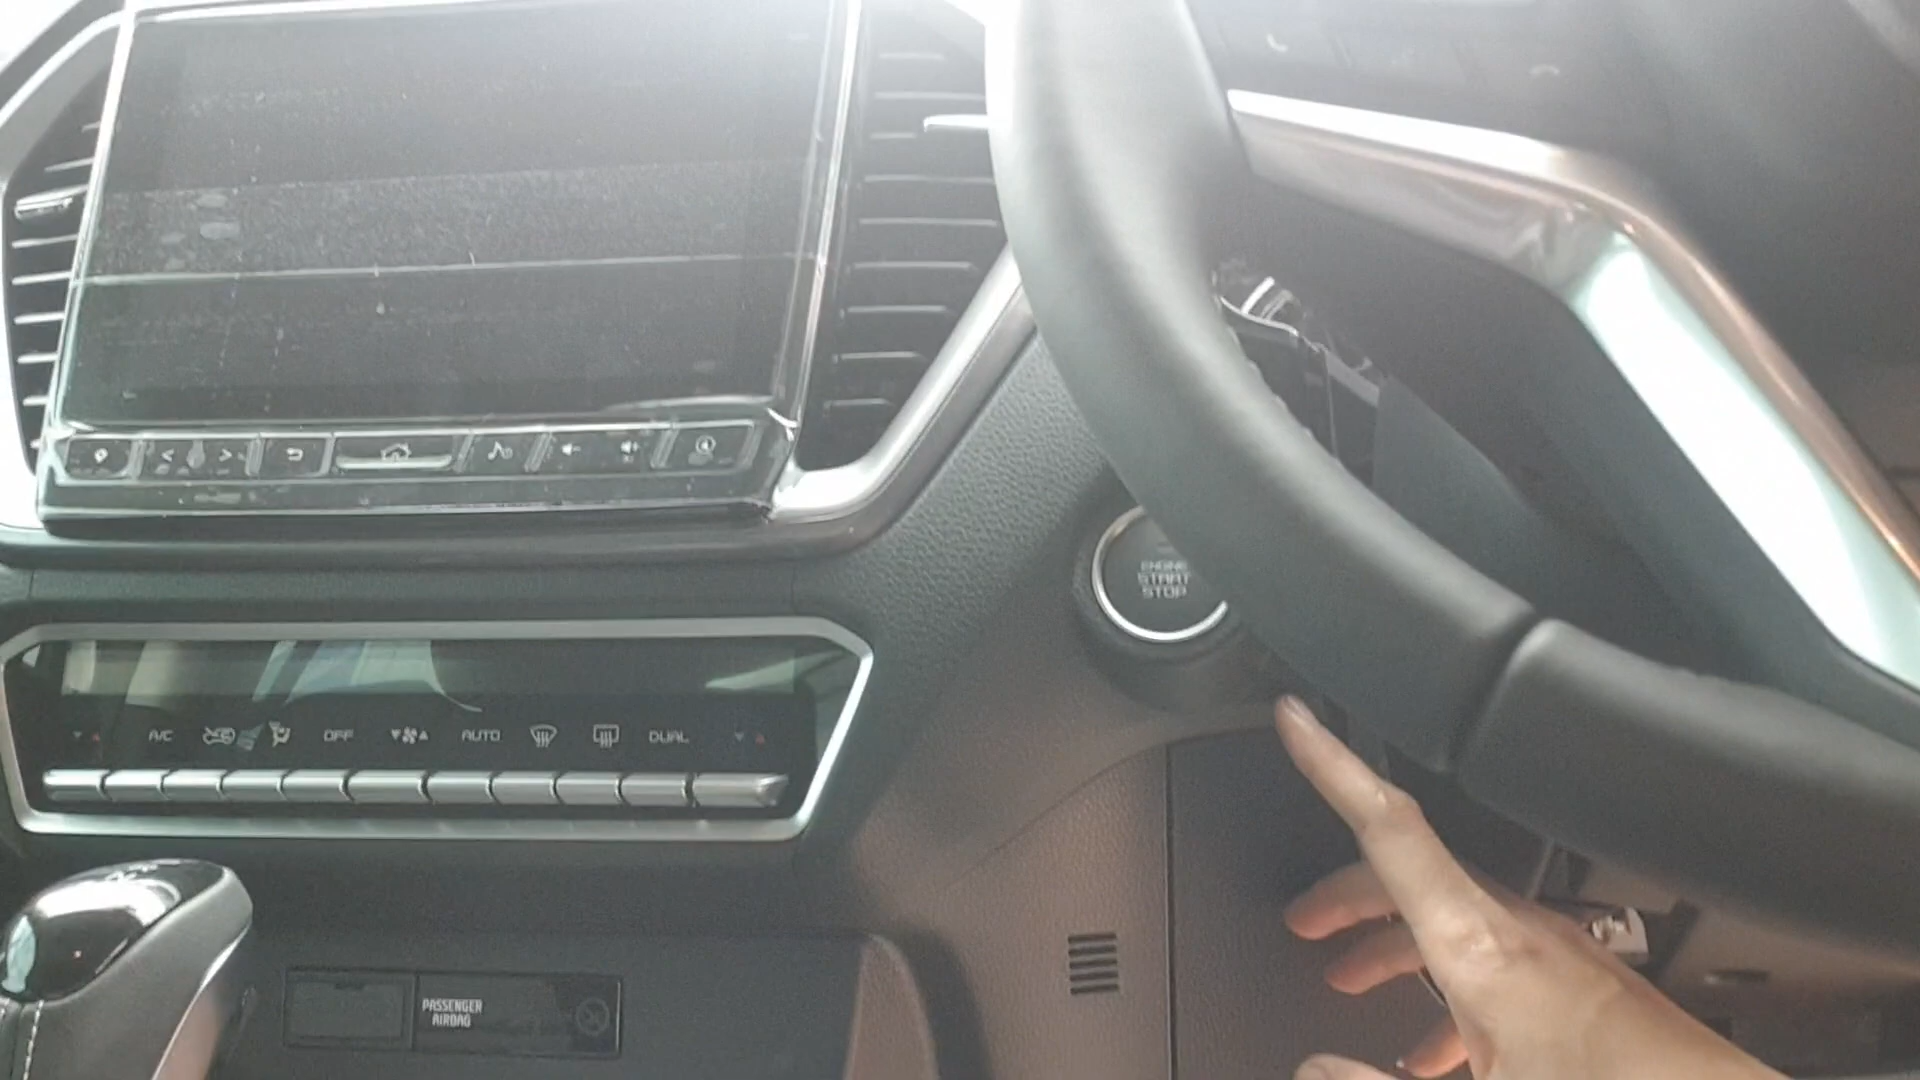 ENGINE
START
STOP
A/C
OFF
AUTO
DUAL
PASSENGER
AIRBAG